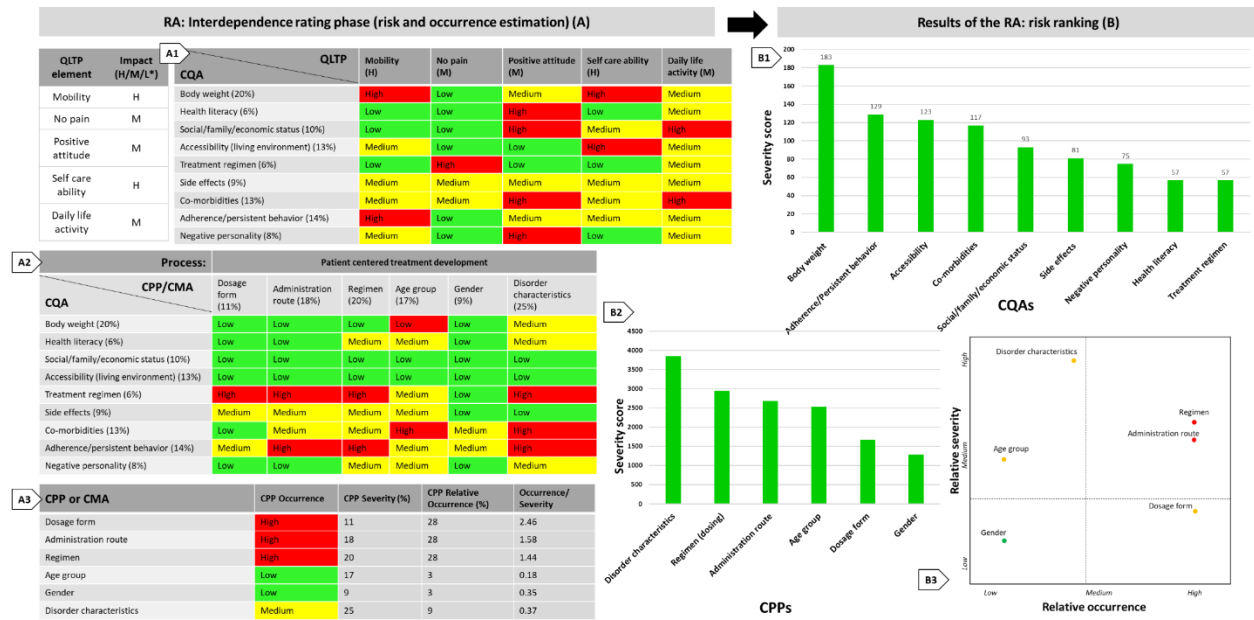 RA: Interdependence rating phase (risk and occurrence estimation) (A)
Results of the RA: risk ranking (B)
QLTP element Impact (H/M/L*)
Mobility H
No pain M
Positive attitude M
Self care ability H
Daily life activity M
A1
QLTP
CQA Mobility (H) No pain (M) Positive attitude (M) Self care ability (H) Daily life activity (M)
Body weight (20%) High Low Medium High Medium
Health literacy (6%) Low Low High Low Medium
Social/family/economic status (10%) Low Low High Medium High
Accessibility (living environment) (13%) Medium Low Low High Medium
Treatment regimen (6%) Low High Low Low Medium
Side effects (9%) Medium Medium Medium Medium Medium
Co-morbidities (13%) Medium Medium High Medium High
Adherence/persistent behavior (14%) High Low Medium Medium Medium
Negative personality (8%) Medium Low High Low Medium
A2
Process: Patient centered treatment development
CPP/CMA
CQA Dosage form (11%) Administration route (18%) Regimen (20%) Age group (17%) Gender (9%) Disorder characteristics (25%)
Body weight (20%) Low Low Low Low Low Medium
Health literacy (6%) Low Low Medium Medium Low Medium
Social/family/economic status (10%) Low Low Low Low Low Low
Accessibility (living environment) (13%) Low Low Low Low Low Low
Treatment regimen (6%) High High High Medium Low High
Side effects (9%) Medium Medium Medium Medium Low Low
Co-morbidities (13%) Low Medium Medium High Medium High
Adherence/persistent behavior (14%) Medium High High Medium Medium High
Negative personality (8%) Low Low Medium Medium Low Medium
A3
CPP or CMA CPP Occurrence CPP Severity (%) CPP Relative Occurrence (%) Occurrence/ Severity
Dosage form High 11 28 2.46
Administration route High 18 28 1.58
Regimen High 20 28 1.44
Age group Low 17 3 0.18
Gender Low 9 3 0.35
Disorder characteristics Medium 25 9 0.37
B1
Severity score
200
180
160
140
120
100
80
60
40
20
0
183
129
123
117
93
81
75
57
57
Body weight
Adherence/Persistent behavior
Accessibility
Co-morbidities
Social/family/economic status
Side effects
Negative personality
Health literacy
Treatment regimen
CQAs
B2
Severity score
4500
4000
3500
3000
2500
2000
1500
1000
500
0
Disorder characteristics
Regimen (dosing)
Administration route
Age group
Dosage form
Gender
CPPs
B3
Relative severity
High
Medium
Low
Disorder characteristics
Regimen
Administration route
Age group
Dosage form
Gender
Low
Medium
High
Relative occurrence